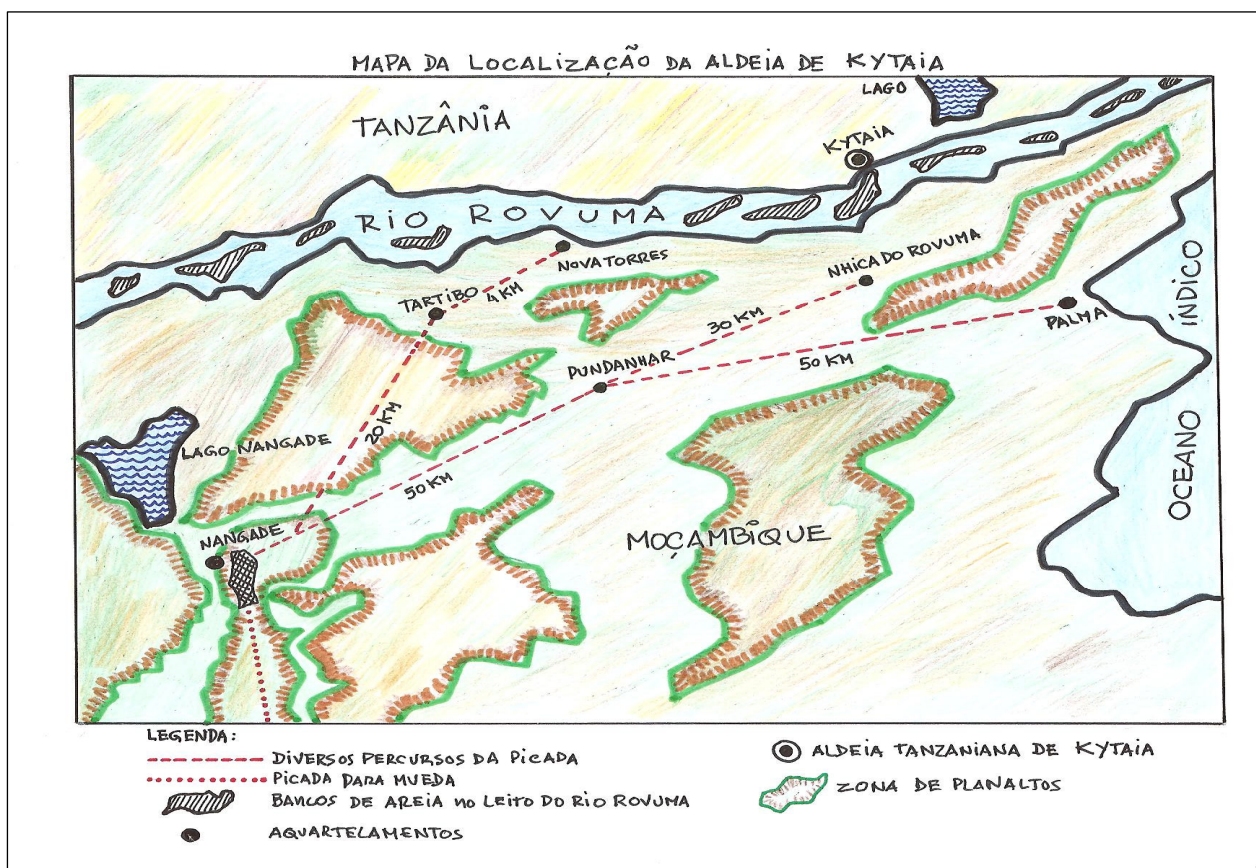 MAPA DA LOCALIZAÇÃO DA ALDEIA DE KYTAIA
LAGO
TANZÂNIA
KYTAIA
RIO ROVUMA
NOVA TORRES
NHICA DO ROVUMA
TARTIBO
4 KM
30 KM
PALMA
ÍNDICO
PUNDANHAR
50 KM
20 KM
LAGO NANGADE
50 KM
OCEANO
NANGADE
MOÇAMBIQUE
LEGENDA:
DIVERSOS PERCURSOS DA PICADA
PICADA PARA MUEDA
BANCOS DE AREIA NO LEITO DO RIO ROVUMA
AQUARTELAMENTOS
ALDEIA TANZANIANA DE KYTAIA
ZONA DE PLANALTOS